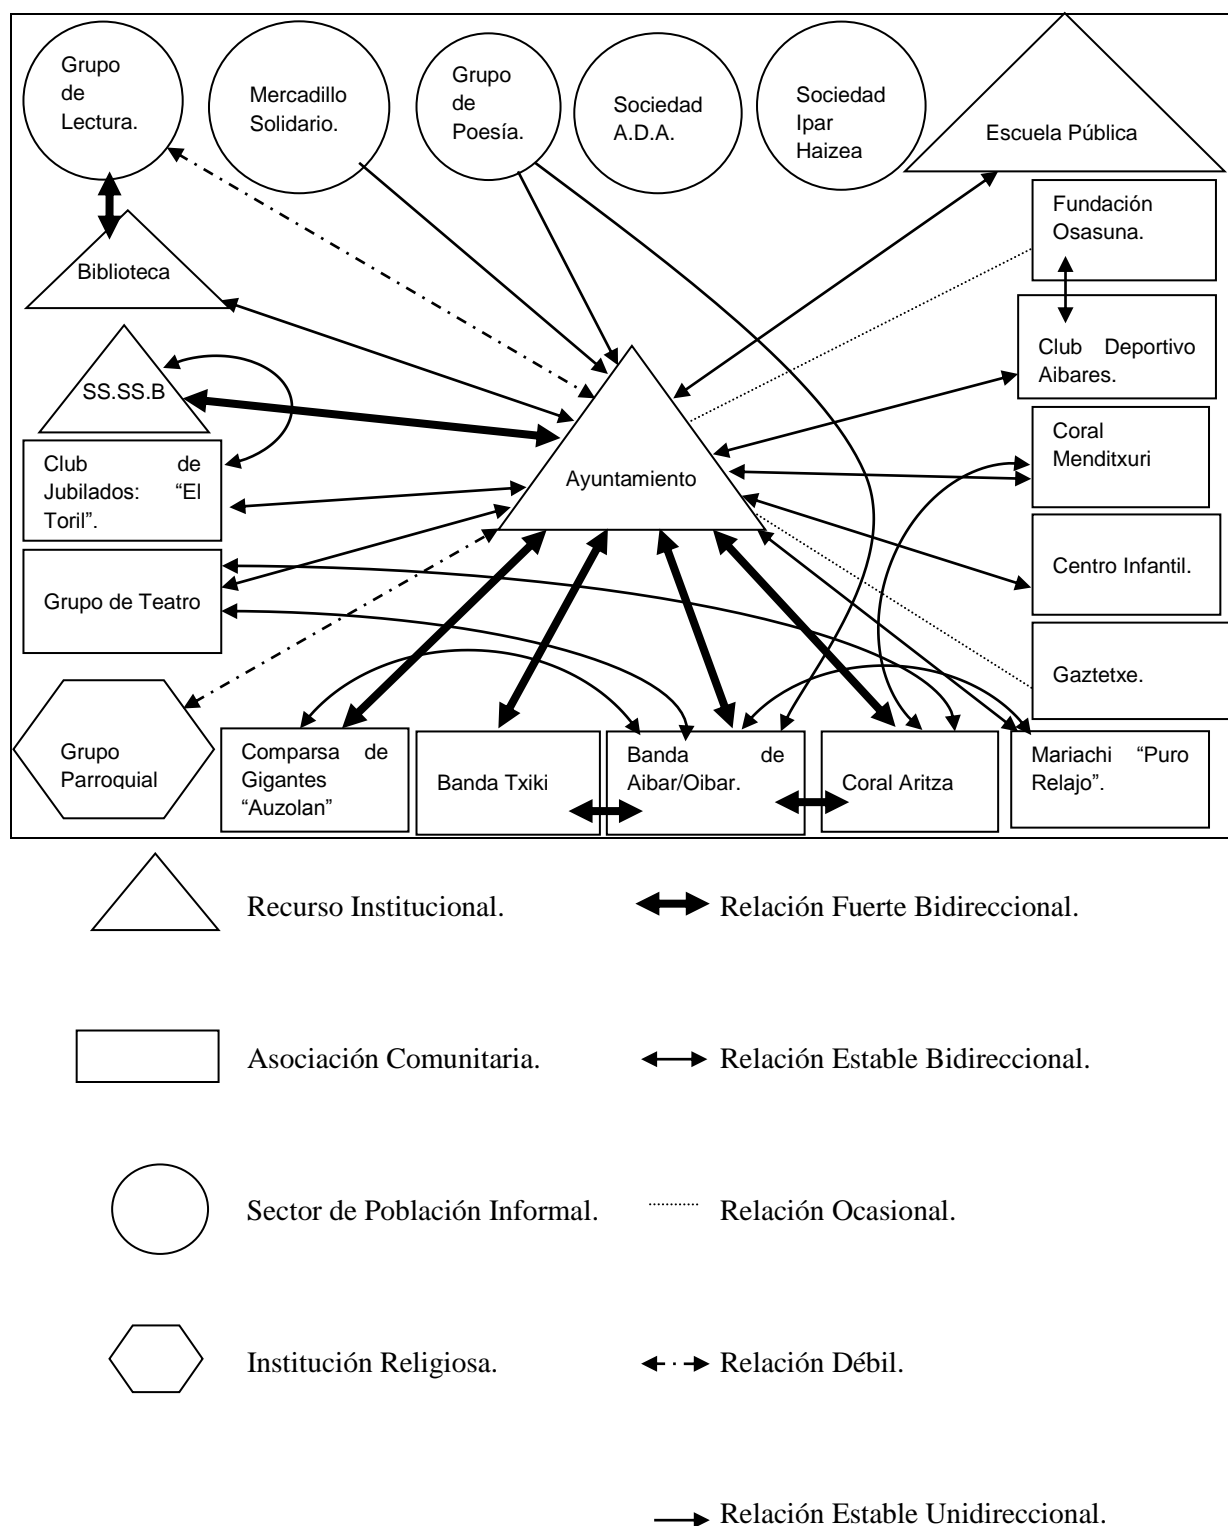 Grupo
de
Lectura.
Mercadillo
Solidario.
Grupo
de
Poesía.
Sociedad
A.D.A.
Sociedad
Ipar
Haizea
Escuela Pública
Fundación
Osasuna.
Biblioteca
Club Deportivo
Aibares.
SS.SS.B
Coral
Menditxuri
Club de
Jubilados: “El
Toril”.
Ayuntamiento
Centro Infantil.
Grupo de Teatro
Gaztetxe.
Grupo
Parroquial
Comparsa de
Gigantes
“Auzolan”
Banda Txiki
Banda de
Aibar/Oibar.
Coral Aritza
Mariachi “Puro
Relajo”.
Recurso Institucional.
Relación Fuerte Bidireccional.
Asociación Comunitaria.
Relación Estable Bidireccional.
Sector de Población Informal.
Relación Ocasional.
Institución Religiosa.
Relación Débil.
Relación Estable Unidireccional.